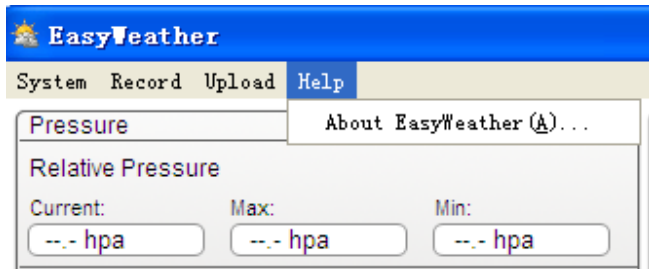 EasyWeather
System Record Upload Help
About EasyWeather(A)...
Pressure
Relative Pressure
Current: Max: Min:
--.- hpa --.- hpa --.- hpa